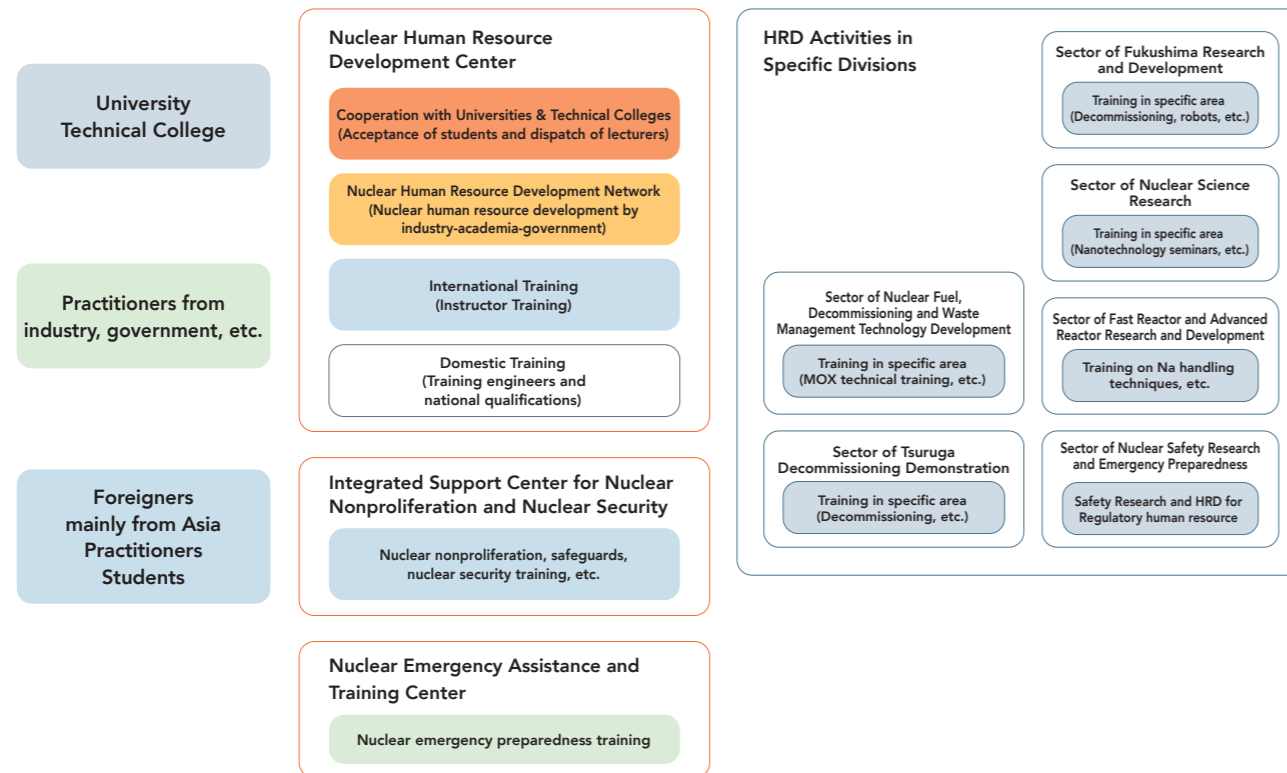 University
Technical College
Practitioners from
industry, government, etc.
Foreigners
mainly from Asia
Practitioners
Students
Nuclear Human Resource
Development Center
Cooperation with Universities & Technical Colleges
(Acceptance of students and dispatch of lecturers)
Nuclear Human Resource Development Network
(Nuclear human resource development by
industry-academia-government)
International Training
(Instructor Training)
Domestic Training
(Training engineers and
national qualifications)
Integrated Support Center for Nuclear
Nonproliferation and Nuclear Security
Nuclear nonproliferation, safeguards,
nuclear security training, etc.
Nuclear Emergency Assistance and
Training Center
Nuclear emergency preparedness training
HRD Activities in
Specific Divisions
Sector of Fukushima Research
and Development
Training in specific area
(Decommissioning, robots, etc.)
Sector of Nuclear Science
Research
Training in specific area
(Nanotechnology seminars, etc.)
Sector of Nuclear Fuel,
Decommissioning and Waste
Management Technology Development
Training in specific area
(MOX technical training, etc.)
Sector of Fast Reactor and Advanced
Reactor Research and Development
Training on Na handling
techniques, etc.
Sector of Tsuruga
Decommissioning Demonstration
Training in specific area
(Decommissioning, etc.)
Sector of Nuclear Safety Research
and Emergency Preparedness
Safety Research and HRD for
Regulatory human resource